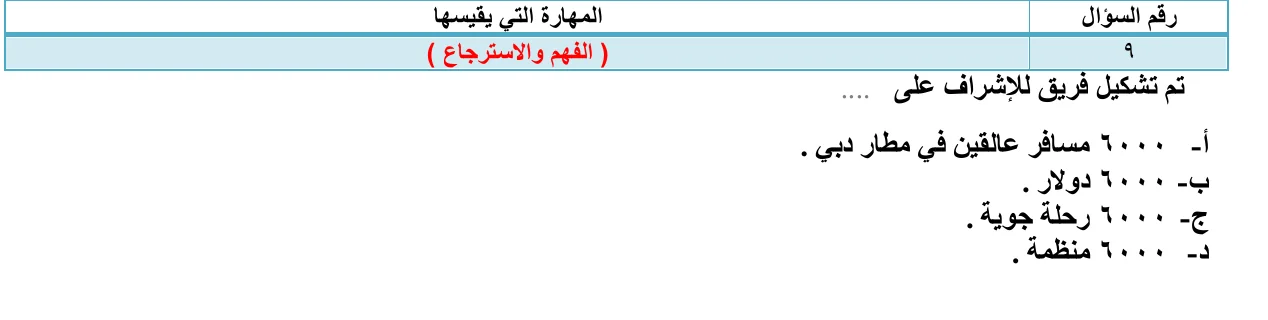 رقم السؤال المهارة التي يقيسها
٩ ( الفهم والاسترجاع )
تم تشكيل فريق للإشراف على ....
أ- ٦٠٠٠ مسافر عالقين في مطار دبي .
ب- ٦٠٠٠ دولار .
ج- ٦٠٠٠ رحلة جوية .
د- ٦٠٠٠ منظمة .